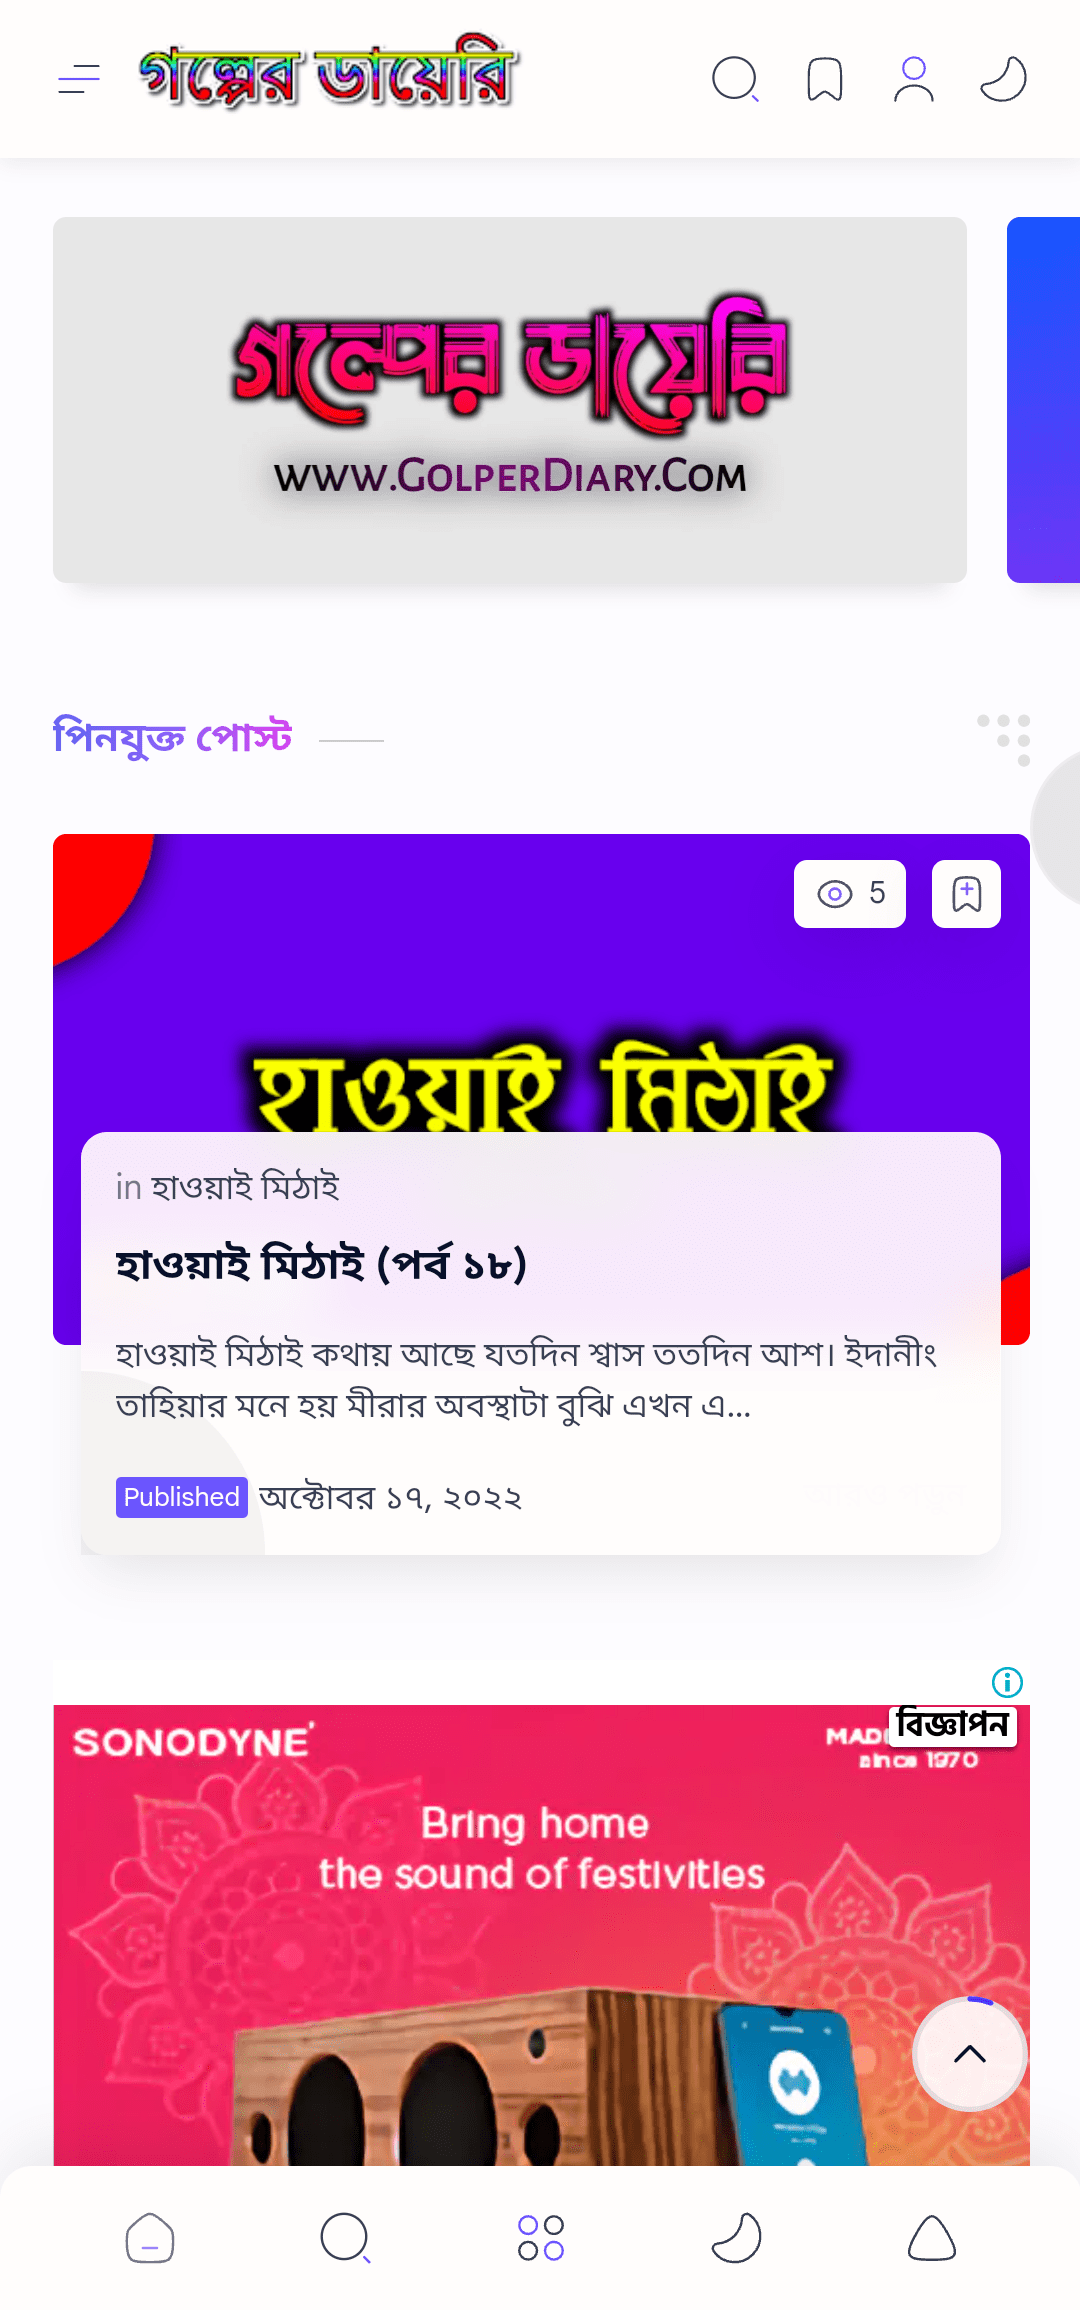 গল্পের ডায়েরি
গল্পের ডায়েরি
www.GolperDiary.Com
পিনযুক্ত পোস্ট
5
হাওয়াই মিঠাই
in হাওয়াই মিঠাই
হাওয়াই মিঠাই (পর্ব ১৮)
হাওয়াই মিঠাই কথায় আছে যতদিন শ্বাস ততদিন আশ। ইদানীং
তাহিয়ার মনে হয় মীরার অবস্থাটা বুঝি এখন এ...
Published অক্টোবর ১৭, ২০২২
SONODYNE
বিজ্ঞাপন
since 1970
Bring home
the sound of festivities